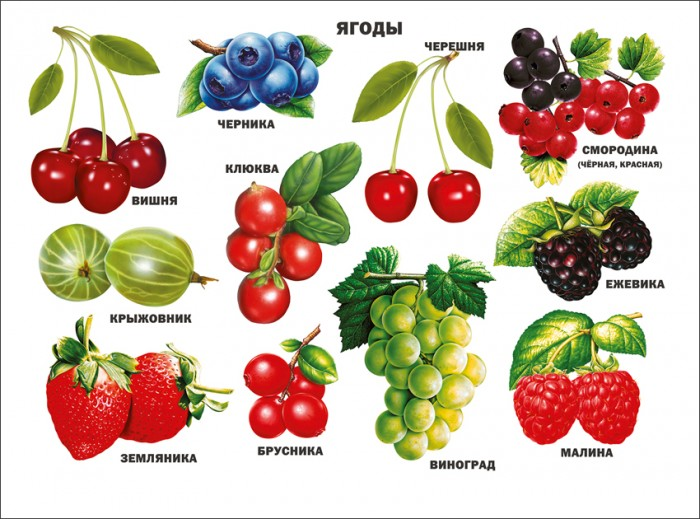 ЯГОДЫ
ЧЕРЕШНЯ
ЧЕРНИКА
СМОРОДИНА
(ЧЁРНАЯ, КРАСНАЯ)
КЛЮКВА
ВИШНЯ
ЕЖЕВИКА
КРЫЖОВНИК
БРУСНИКА
МАЛИНА
ЗЕМЛЯНИКА
ВИНОГРАД